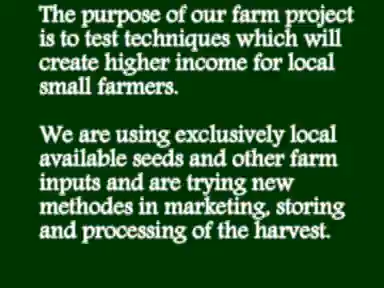 The purpose of our farm project
is to test techniques which will
create higher income for local
small farmers.
We are using exclusively local
available seeds and other farm
inputs and are trying new
methodes in marketing, storing
and processing of the harvest.